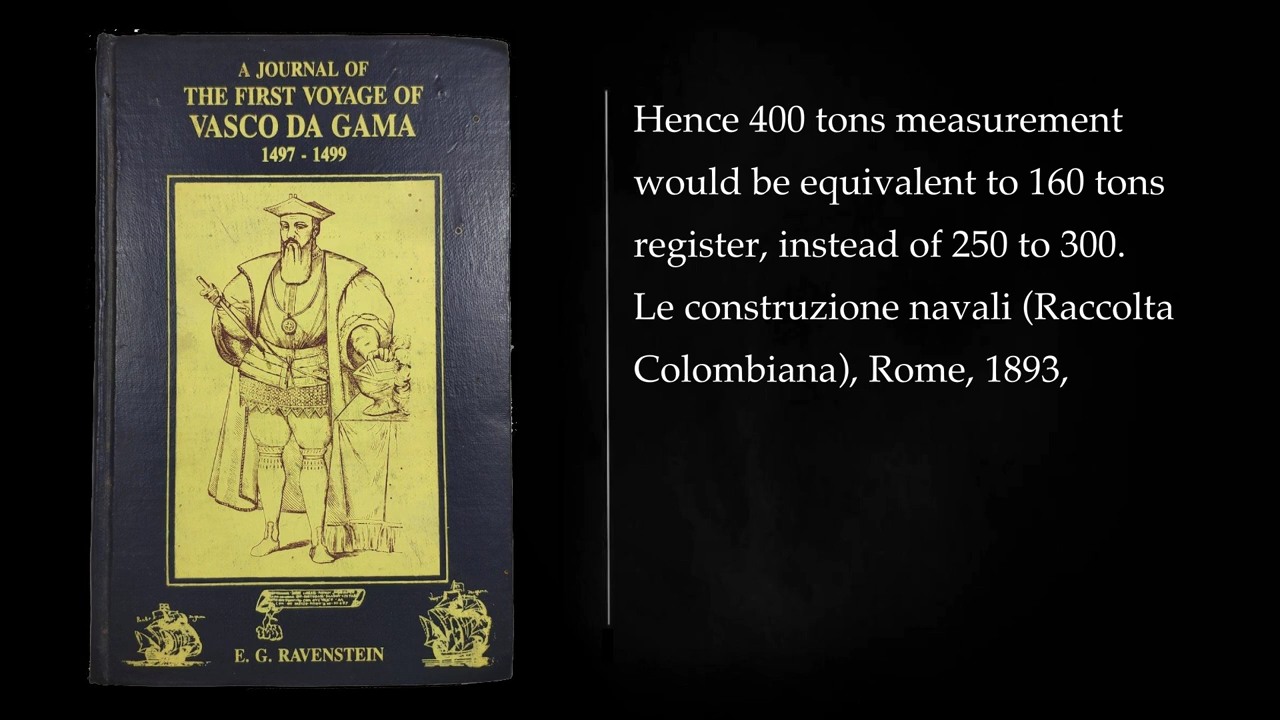 A JOURNAL OF
THE FIRST VOYAGE OF
VASCO DA GAMA
1497 - 1499
E. G. RAVENSTEIN
Hence 400 tons measurement
would be equivalent to 160 tons
register, instead of 250 to 300.
Le construzione navali (Raccolta
Colombiana), Rome, 1893,